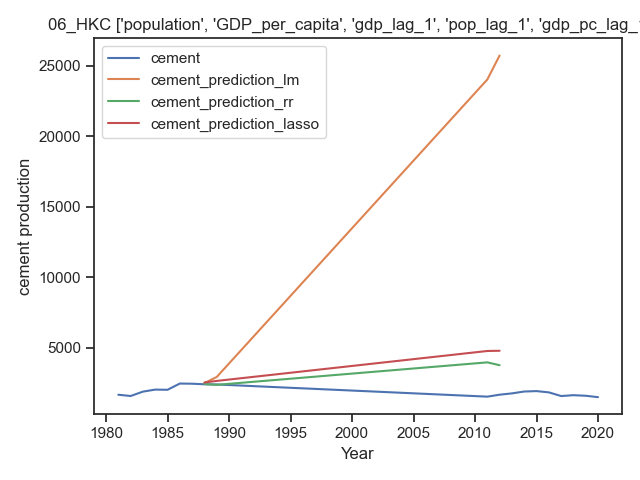 06_HKC ['population', 'GDP_per_capita', 'gdp_lag_1', 'pop_lag_1', 'gdp_pc_lag_
cement
cement_prediction_lm
cement_prediction_rr
cement_prediction_lasso
25000
20000
15000
10000
5000
cement production
1980 1985 1990 1995 2000 2005 2010 2015 2020
Year